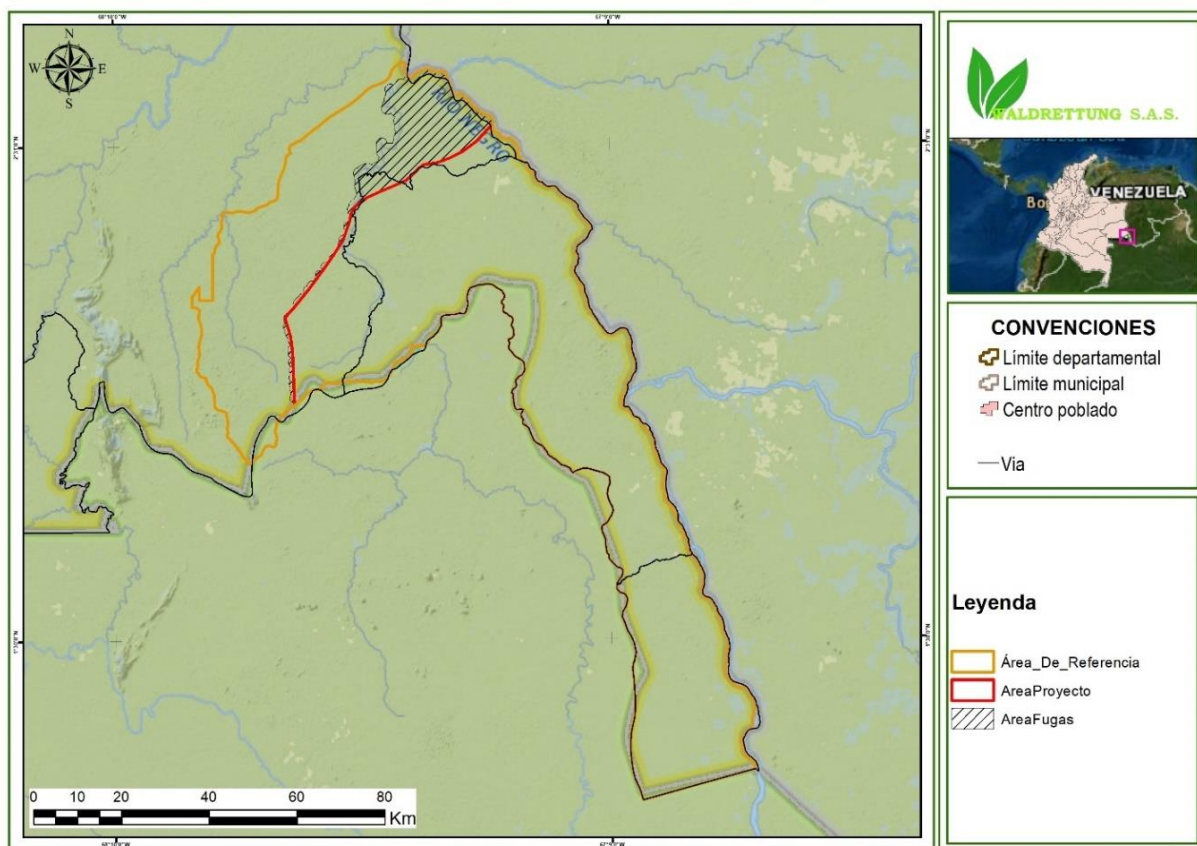 N
W E
S
RIO NEGRO
0 10 20 40 60 80
Km
WALDRETTUNG S.A.S.
VENEZUELA
Bo
CONVENCIONES
Límite departamental
Límite municipal
Centro poblado
Via
Leyenda
Área_De_Referencia
AreaProyecto
AreaFugas